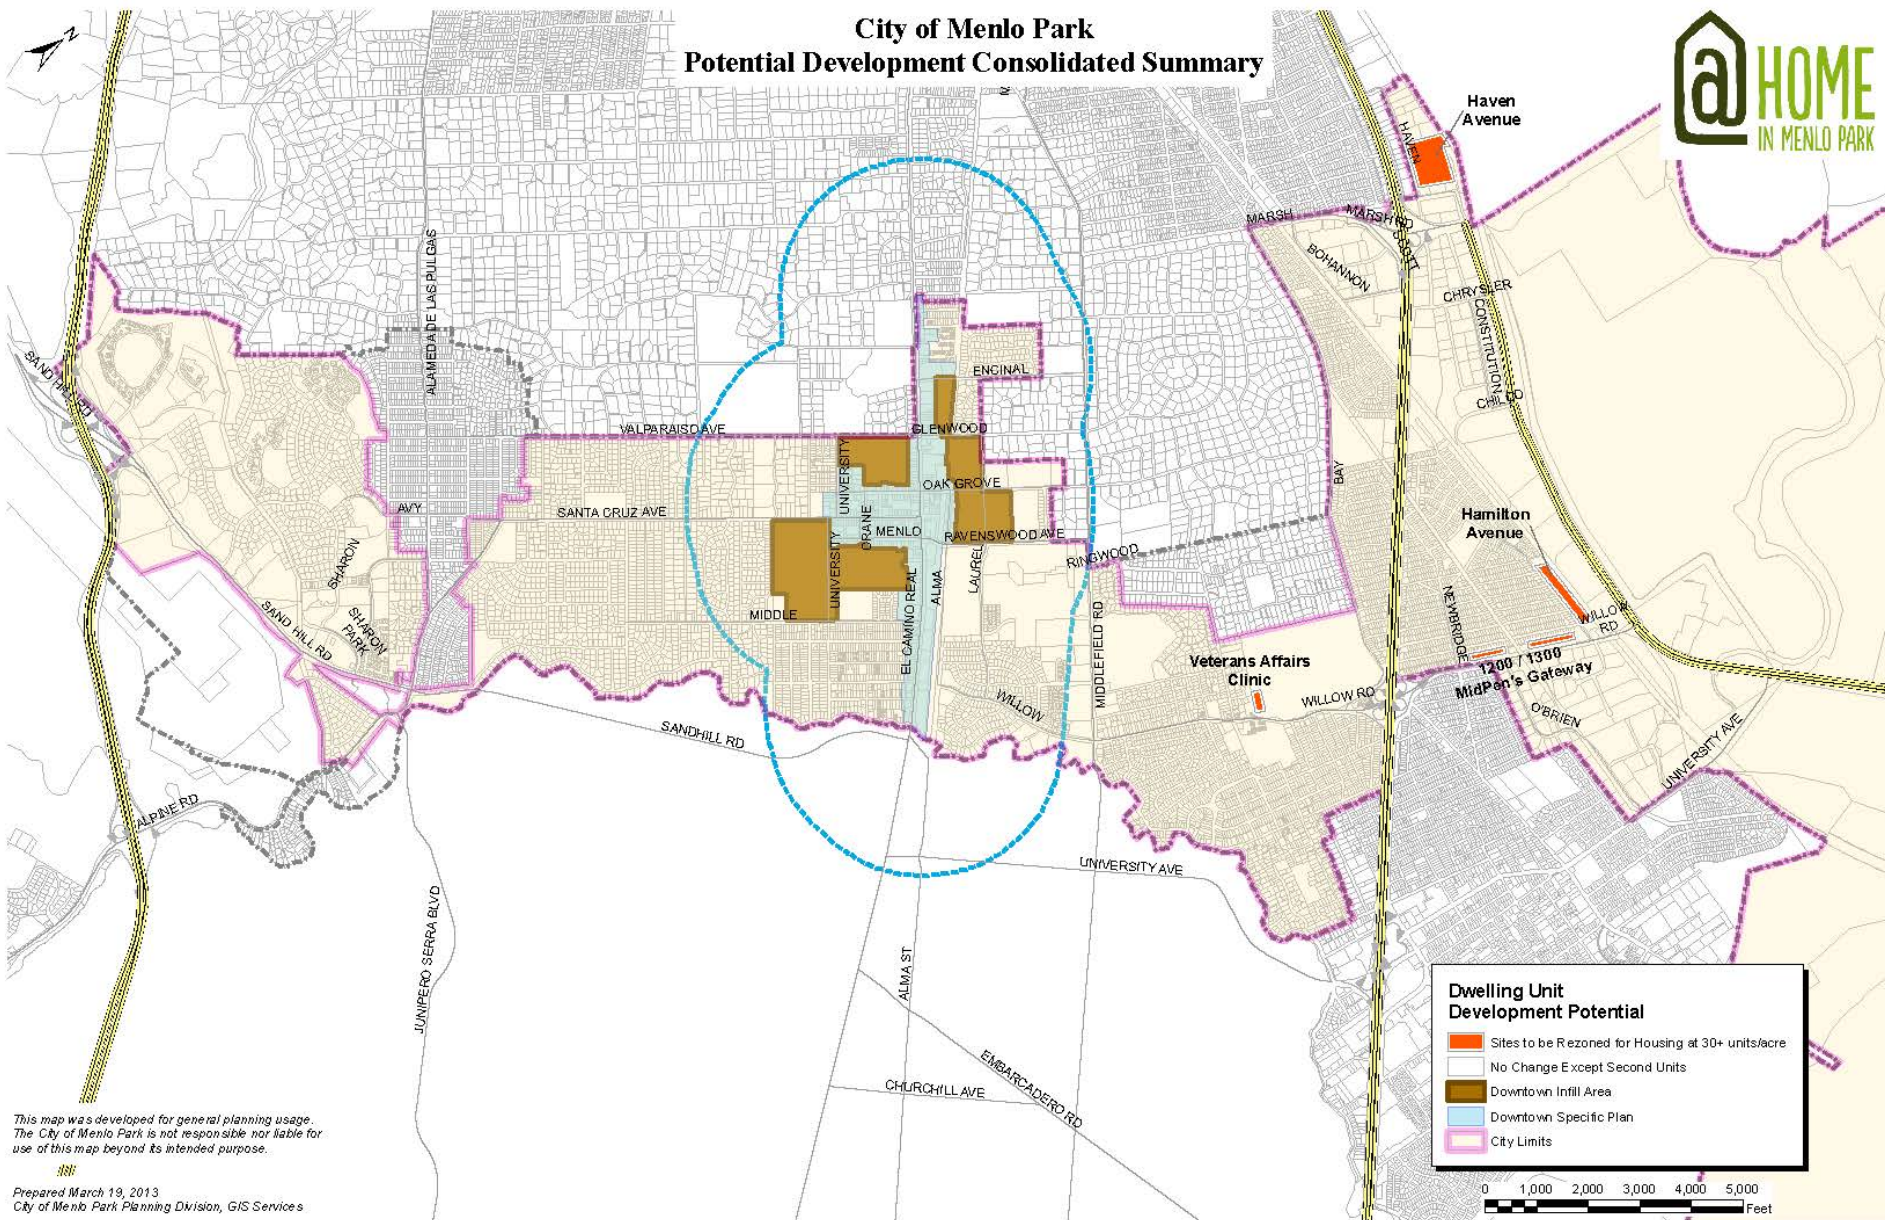 City of Menlo Park
Potential Development Consolidated Summary
N
@ HOME
IN MENLO PARK
Haven
Avenue
HAVEN
MARSH
MARSH RD
SCOTT
BOHANNON
CHRYSLER
CONSTITUTION
CHILCO
ALAMEDA DE LAS PULGAS
SAND HILL RD
ENCINAL
VALPARAISO AVE
GLENWOOD
UNIVERSITY
OAK GROVE
BAY
AVY
SANTA CRUZ AVE
CRANE
MENLO
RAVENSWOOD AVE
Hamilton
Avenue
SHARON
RINGWOOD
LAUREL
UNIVERSITY
ALMA
EL CAMINO REAL
MIDDLE
SHARON
PARK
SAND HILL RD
MIDDLEFIELD RD
NEWBRIDGE
WILLOW
RD
1200 / 1300
MidPen's Gateway
Veterans Affairs
Clinic
WILLOW RD
WILLOW
O'BRIEN
UNIVERSITY AVE
SANDHILL RD
ALPINE RD
UNIVERSITY AVE
JUNIPERO SERRA BLVD
ALMA ST
EMBARCADERO RD
CHURCHILL AVE
Dwelling Unit
Development Potential
Sites to be Rezoned for Housing at 30+ units/acre
No Change Except Second Units
Downtown Infill Area
Downtown Specific Plan
City Limits
0 1,000 2,000 3,000 4,000 5,000
Feet
This map was developed for general planning usage.
The City of Menlo Park is not responsible nor liable for
use of this map beyond its intended purpose.
Prepared March 19, 2013
City of Menlo Park Planning Division, GIS Services